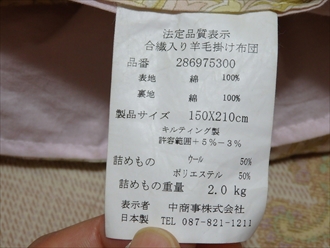 法定品質表示
合繊入り羊毛掛け布団
品番 286975300
表地 綿 100%
裏地 綿 100%
製品サイズ 150X210cm
キルティング製
許容範囲+5%-3%
詰めもの ウール 50%
ポリエステル 50%
詰めもの重量 2.0 kg
表示者 中商事株式会社
日本製 TEL 087-821-1211